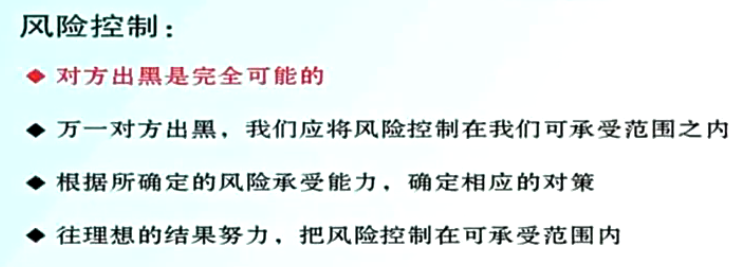 风险控制：
◆ 对方出黑是完全可能的
◆ 万一对方出黑，我们应将风险控制在我们可承受范围之内
◆ 根据所确定的风险承受能力，确定相应的对策
◆ 往理想的结果努力，把风险控制在可承受范围内